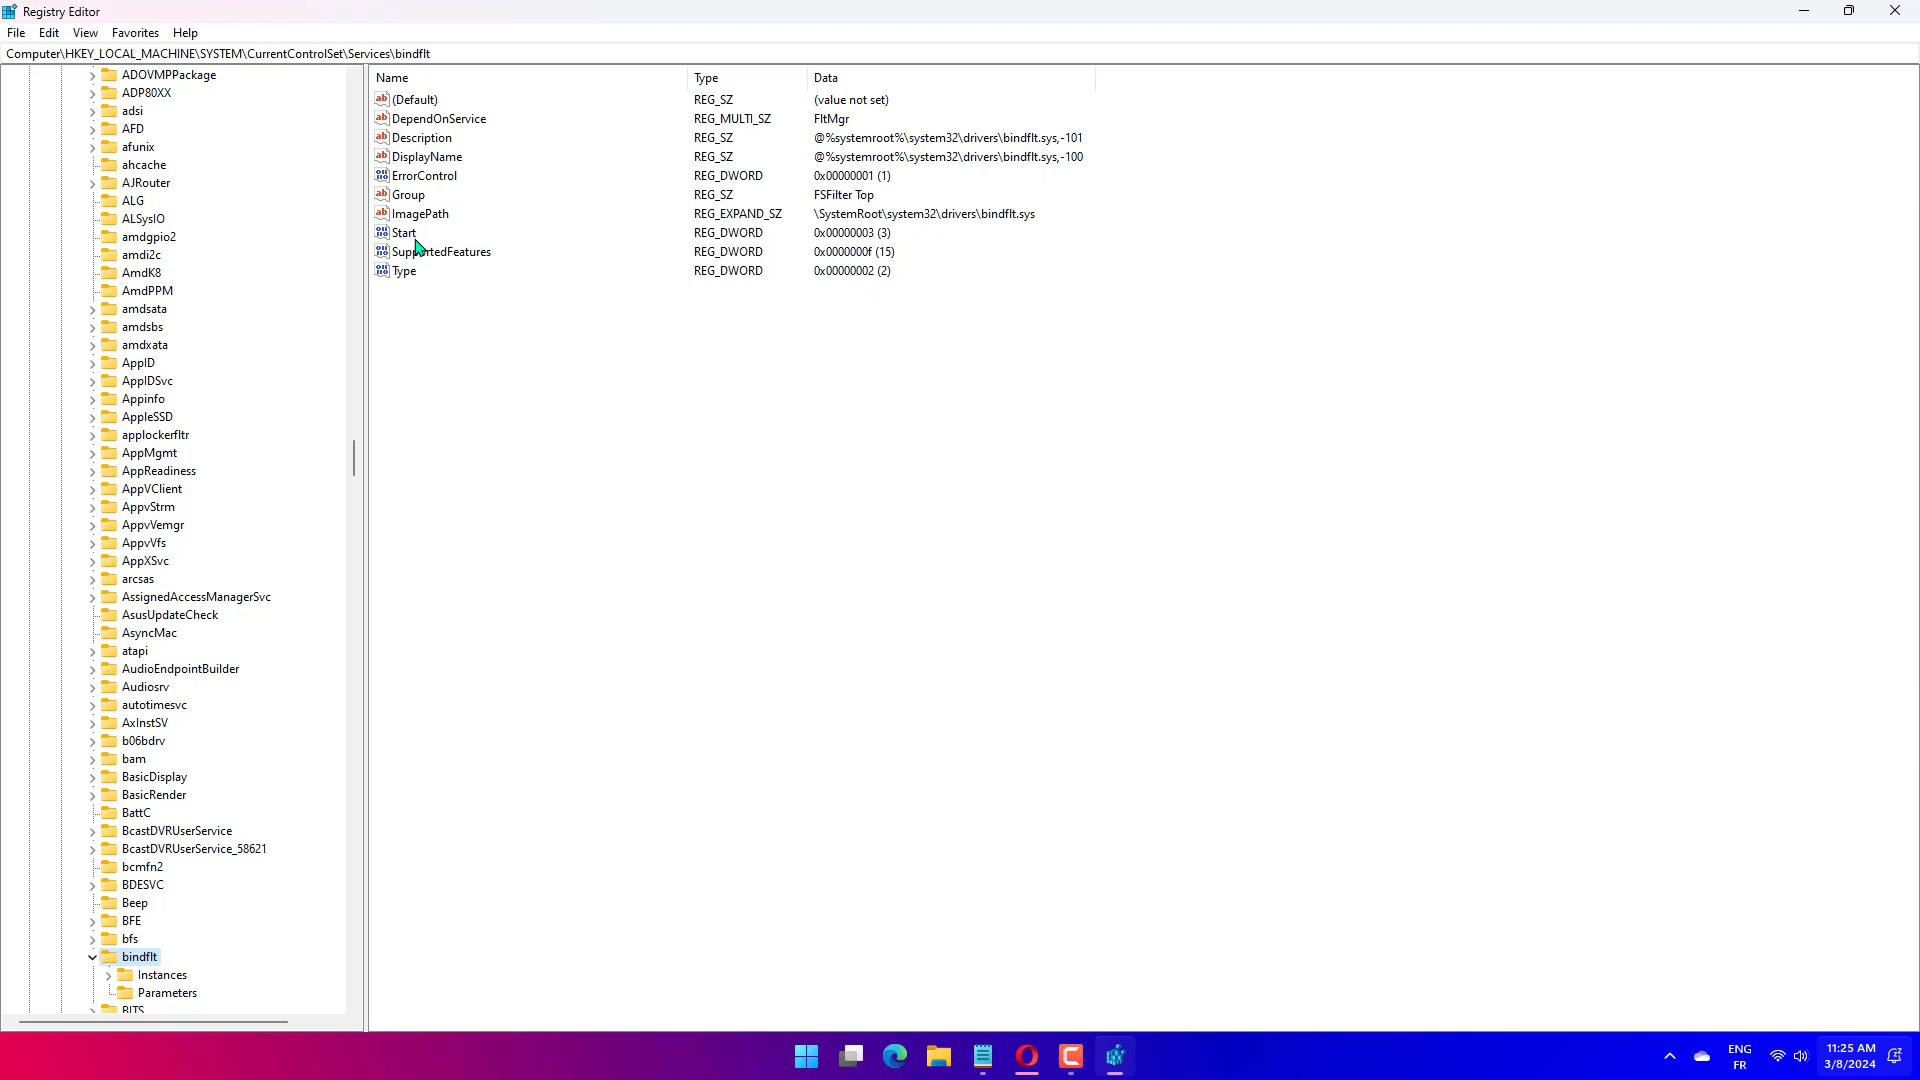 Registry Editor
File Edit View Favorites Help
Computer\HKEY_LOCAL_MACHINE\SYSTEM\CurrentControlSet\Services\bindflt
ADOVMPPackage
ADP80XX
adsi
AFD
afunix
ahcache
AJRouter
ALG
ALSysIO
amdgpio2
amdi2c
AmdK8
AmdPPM
amdsata
amdsbs
amdxata
AppID
AppIDSvc
Appinfo
AppleSSD
applockerfltr
AppMgmt
AppReadiness
AppVClient
AppvStrm
AppvVemgr
AppvVfs
AppXSvc
arcsas
AssignedAccessManagerSvc
AsusUpdateCheck
AsyncMac
atapi
AudioEndpointBuilder
Audiosrv
autotimesvc
AxInstSV
b06bdrv
bam
BasicDisplay
BasicRender
BattC
BcastDVRUserService
BcastDVRUserService_58621
bcmfn2
BDESVC
Beep
BFE
bfs
bindflt
Instances
Parameters
BITS
Name Type Data
(Default) REG_SZ (value not set)
DependOnService REG_MULTI_SZ FltMgr
Description REG_SZ @%systemroot%\system32\drivers\bindflt.sys,-101
DisplayName REG_SZ @%systemroot%\system32\drivers\bindflt.sys,-100
ErrorControl REG_DWORD 0x00000001 (1)
Group REG_SZ FSFilter Top
ImagePath REG_EXPAND_SZ \SystemRoot\system32\drivers\bindflt.sys
Start REG_DWORD 0x00000003 (3)
SupportedFeatures REG_DWORD 0x0000000f (15)
Type REG_DWORD 0x00000002 (2)
ENG
FR
11:25 AM
3/8/2024